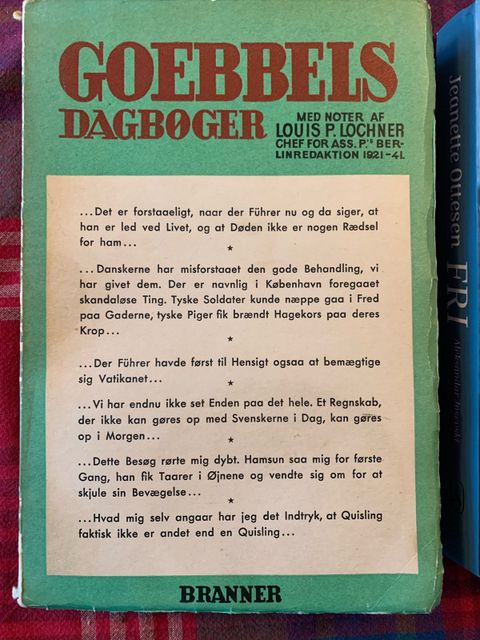 GOEBBELS
DAGBØGER
MED NOTER AF
LOUIS P. LOCHNER
CHEF FOR ASS. P.'S BER-
LINREDAKTION 1921-41.
...Det er forstaaeligt, naar der Führer nu og da siger, at
han er led ved Livet, og at Døden ikke er nogen Rædsel
for ham...
*
...Danskerne har misforstaaet den gode Behandling, vi
har givet dem. Der er navnlig i København foregaaet
skandaløse Ting. Tyske Soldater kunde næppe gaa i Fred
paa Gaderne, tyske Piger fik brændt Hagekors paa deres
Krop...
*
...Der Führer havde først til Hensigt ogsaa at bemægtige
sig Vatikanet...
*
...Vi har endnu ikke set Enden paa det hele. Et Regnskab,
der ikke kan gøres op med Svenskerne i Dag, kan gøres
op i Morgen...
*
...Dette Besøg rørte mig dybt. Hamsun saa mig for første
Gang, han fik Taarer i Øjnene og vendte sig om for at
skjule sin Bevægelse...
*
...Hvad mig selv angaar har jeg det Indtryk, at Quisling
faktisk ikke er andet end en Quisling...
BRANNER
Jeanette Ottesen
FRI